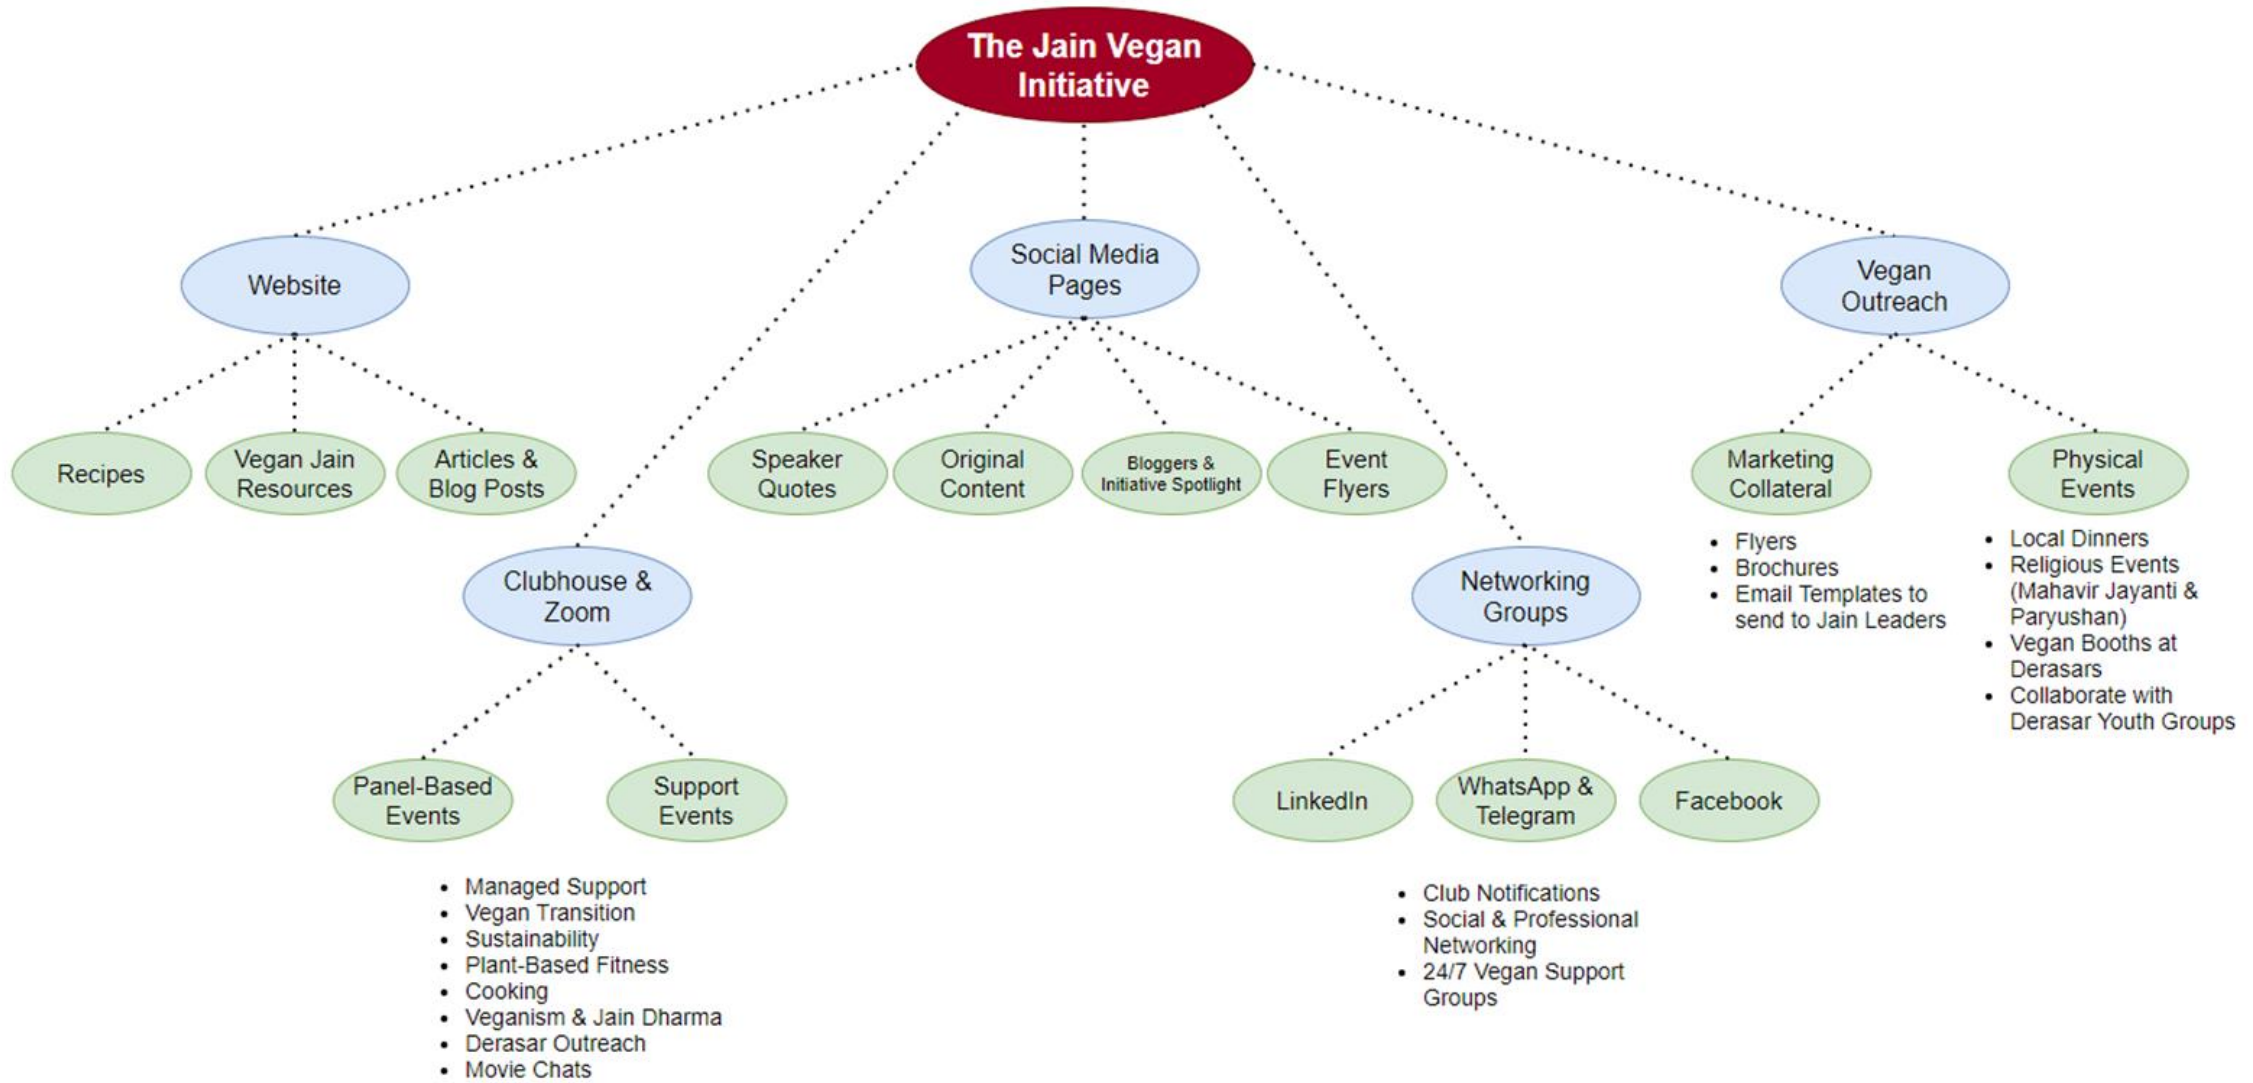 The Jain Vegan
Initiative
Website
Social Media
Pages
Vegan
Outreach
Recipes
Vegan Jain
Resources
Articles &
Blog Posts
Speaker
Quotes
Original
Content
Bloggers &
Initiative Spotlight
Event
Flyers
Marketing
Collateral
Physical
Events
• Flyers
• Brochures
• Email Templates to
send to Jain Leaders
• Local Dinners
• Religious Events
(Mahavir Jayanti &
Paryushan)
• Vegan Booths at
Derasars
• Collaborate with
Derasar Youth Groups
Clubhouse &
Zoom
Networking
Groups
Panel-Based
Events
Support
Events
LinkedIn
WhatsApp &
Telegram
Facebook
• Managed Support
• Vegan Transition
• Sustainability
• Plant-Based Fitness
• Cooking
• Veganism & Jain Dharma
• Derasar Outreach
• Movie Chats
• Club Notifications
• Social & Professional
Networking
• 24/7 Vegan Support
Groups